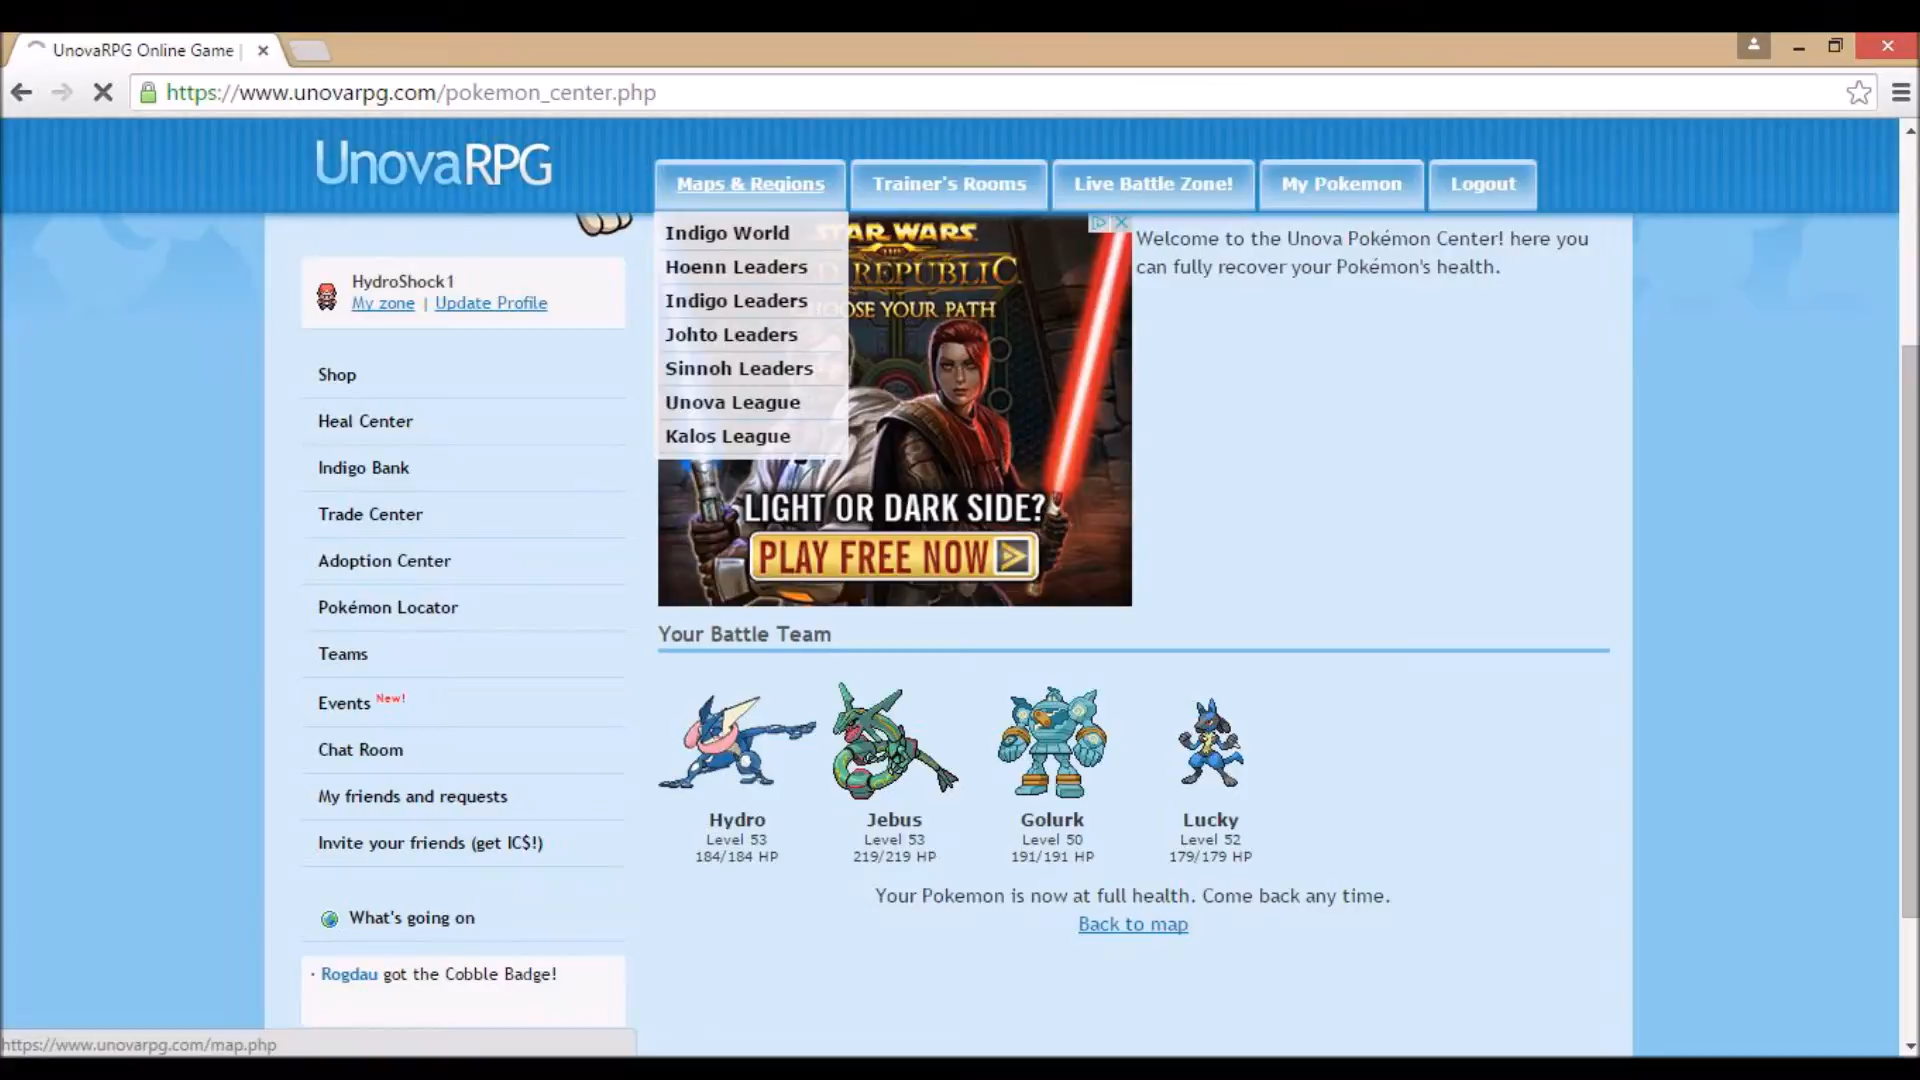 UnovaRPG Online Game |
https://www.unovarpg.com/pokemon_center.php
UnovaRPG
Maps & Regions
Trainer's Rooms
Live Battle Zone!
My Pokemon
Logout
Indigo World
Hoenn Leaders
Indigo Leaders
Johto Leaders
Sinnoh Leaders
Unova League
Kalos League
HydroShock1
My zone | Update Profile
Shop
Heal Center
Indigo Bank
Trade Center
Adoption Center
Pokémon Locator
Teams
Events New!
Chat Room
My friends and requests
Invite your friends (get IC$!)
What's going on
· Rogdau got the Cobble Badge!
STAR WARS
REPUBLIC
OSE YOUR PATH
LIGHT OR DARK SIDE?
PLAY FREE NOW
Welcome to the Unova Pokémon Center! here you
can fully recover your Pokémon's health.
Your Battle Team
Hydro
Level 53
184/184 HP
Jebus
Level 53
219/219 HP
Golurk
Level 50
191/191 HP
Lucky
Level 52
179/179 HP
Your Pokemon is now at full health. Come back any time.
Back to map
https://www.unovarpg.com/map.php